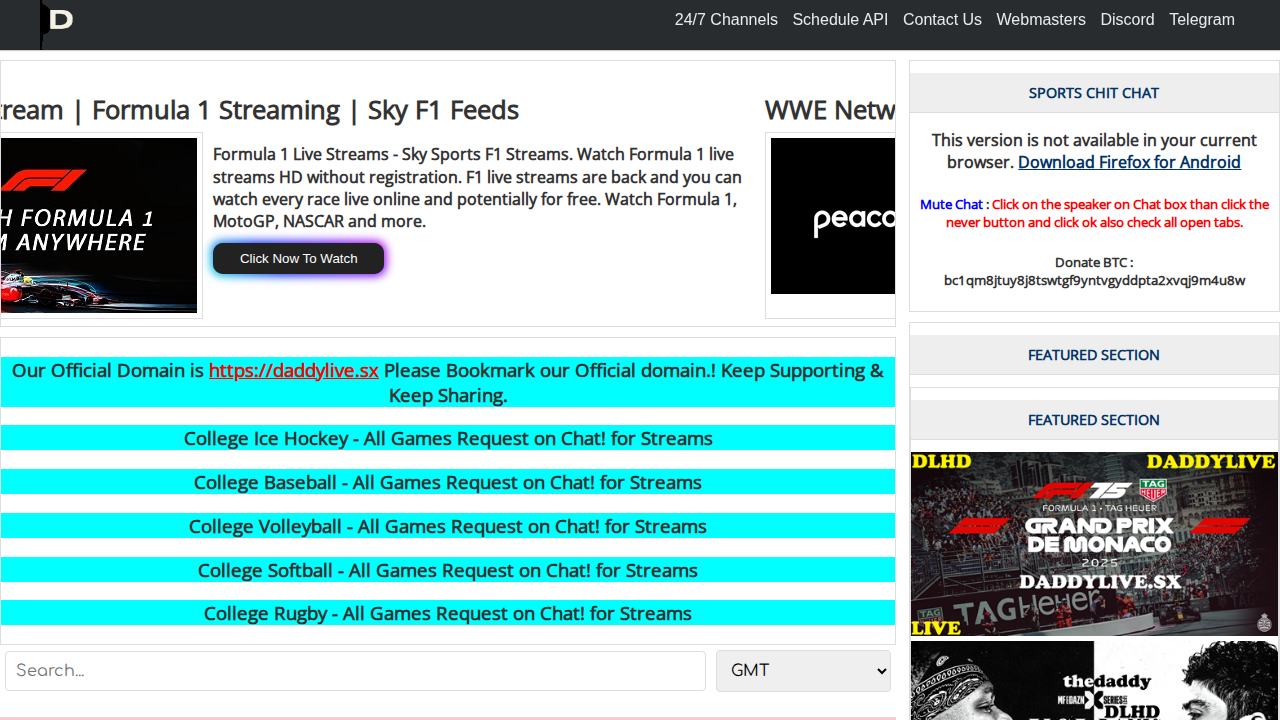 D
24/7 Channels Schedule API Contact Us Webmasters Discord Telegram
tream | Formula 1 Streaming | Sky F1 Feeds
WWE Netw
H FORMULA 1
M ANYWHERE
Formula 1 Live Streams - Sky Sports F1 Streams. Watch Formula 1 live
streams HD without registration. F1 live streams are back and you can
watch every race live online and potentially for free. Watch Formula 1,
MotoGP, NASCAR and more.
Click Now To Watch
peaco
Our Official Domain is https://daddylive.sx Please Bookmark our Official domain.! Keep Supporting &
Keep Sharing.
College Ice Hockey - All Games Request on Chat! for Streams
College Baseball - All Games Request on Chat! for Streams
College Volleyball - All Games Request on Chat! for Streams
College Softball - All Games Request on Chat! for Streams
College Rugby - All Games Request on Chat! for Streams
Search...
GMT
SPORTS CHIT CHAT
This version is not available in your current
browser. Download Firefox for Android
Mute Chat : Click on the speaker on Chat box than click the
never button and click ok also check all open tabs.
Donate BTC :
bc1qm8jtuy8j8tswtgf9yntvgyddpta2xvqj9m4u8w
FEATURED SECTION
FEATURED SECTION
DLHD DADDYLIVE
F1 75 TAG HEUER
FORMULA 1 · TAG HEUER
GRAND PRIX
DE MONACO
2025
DADDYLIVE.SX
TAGHeuer
LIVE
thedaddy
DLHD